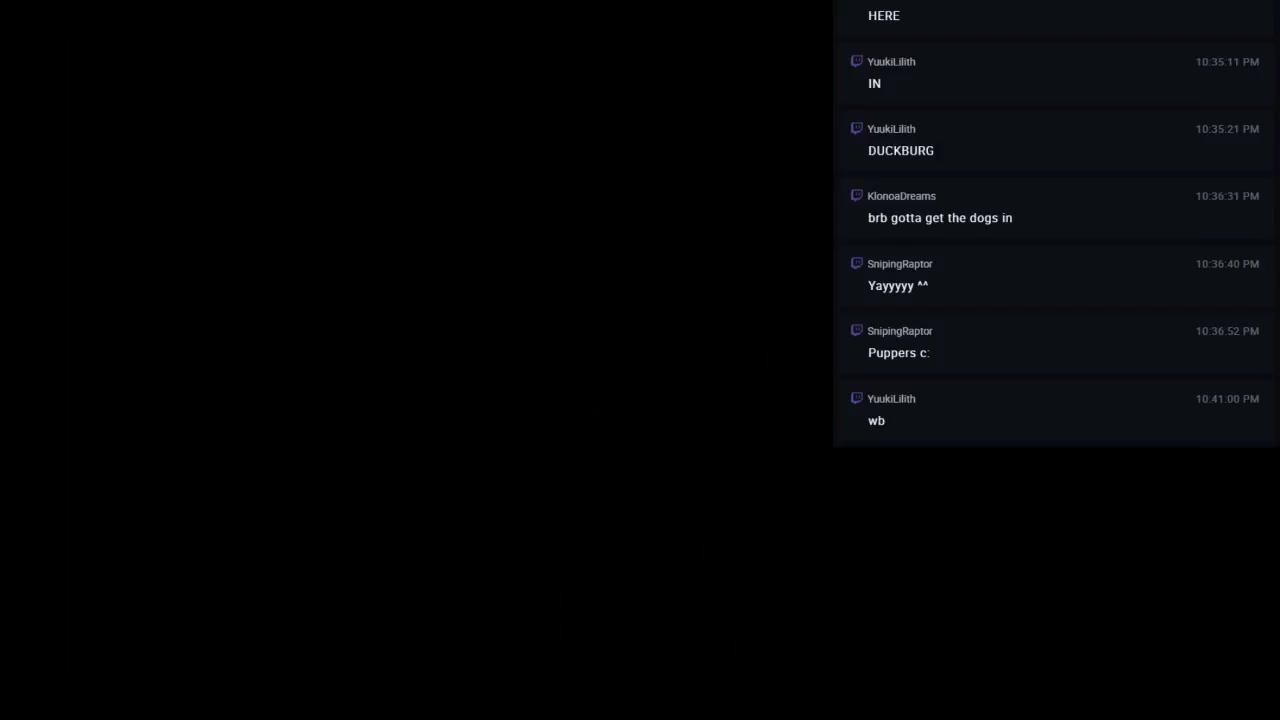 HERE
YuukiLilith 10:35:11 PM
IN
YuukiLilith 10:35:21 PM
DUCKBURG
KlonoaDreams 10:36:31 PM
brb gotta get the dogs in
SnipingRaptor 10:36:40 PM
Yayyyyy ^^
SnipingRaptor 10:36:52 PM
Puppers c:
YuukiLilith 10:41:00 PM
wb